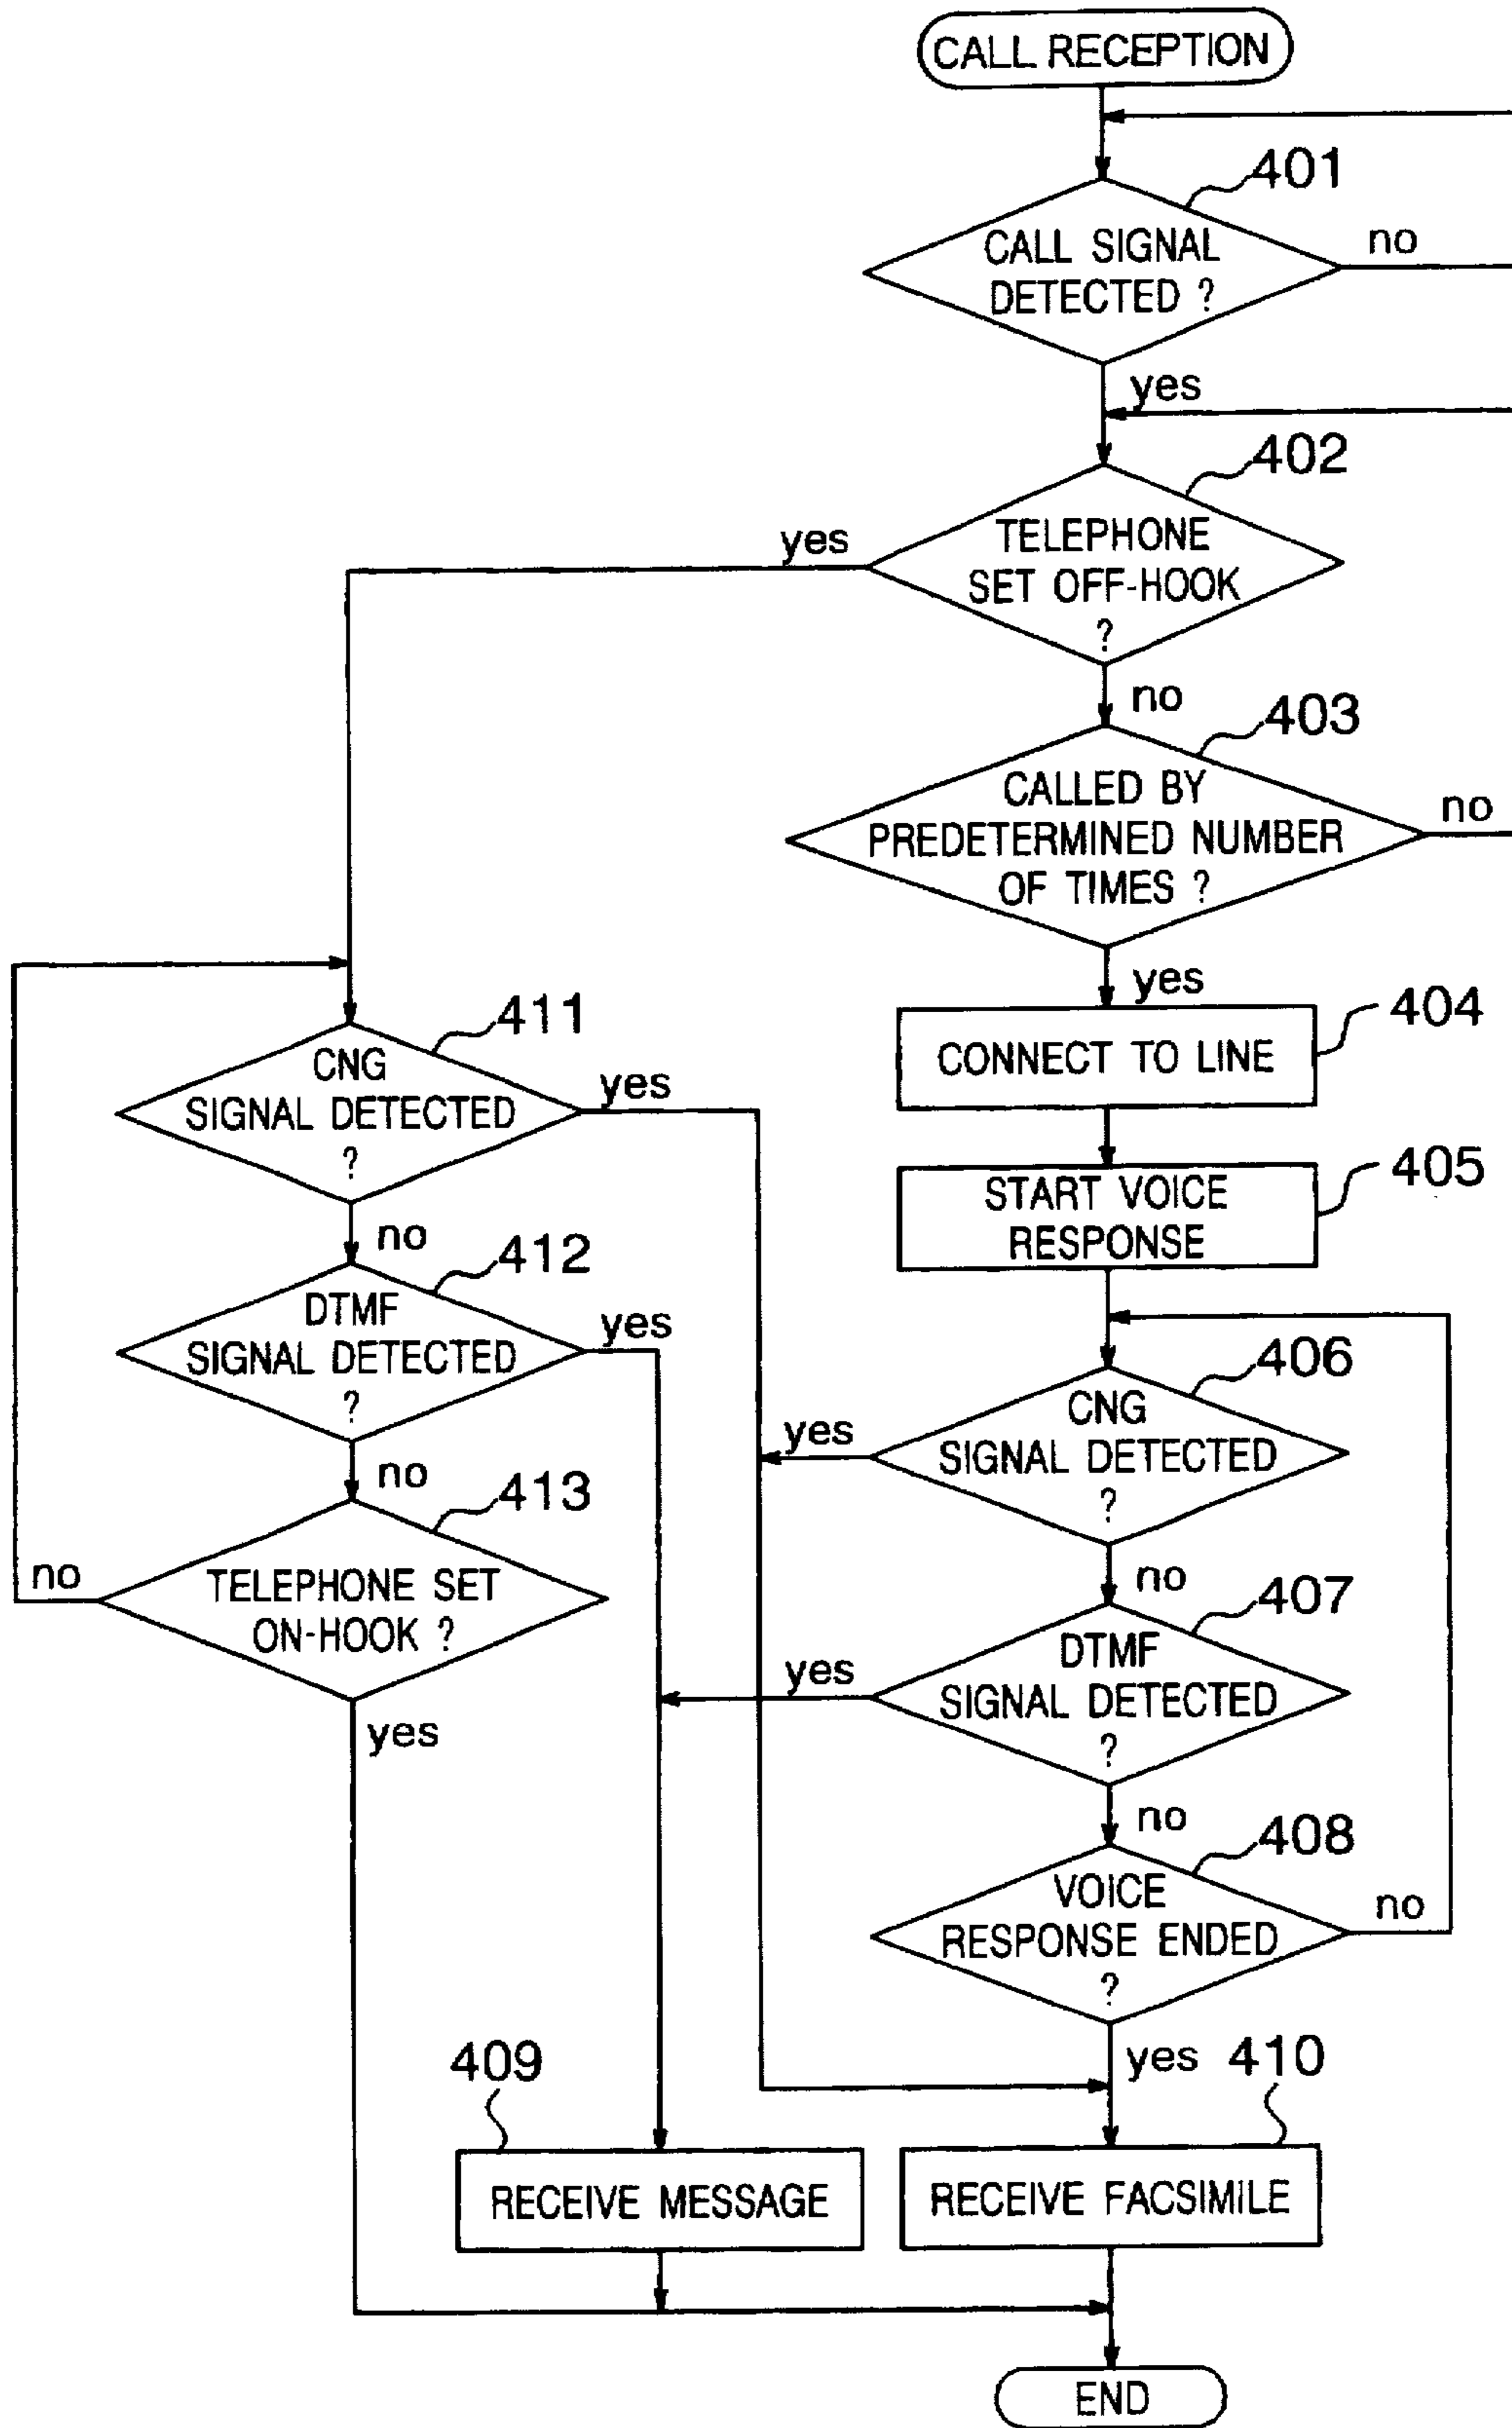 CALL RECEPTION
401
CALL SIGNAL
DETECTED ?
no
yes
402
TELEPHONE
SET OFF-HOOK
?
yes
no
403
CALLED BY
PREDETERMINED NUMBER
OF TIMES ?
no
yes
404
CONNECT TO LINE
405
START VOICE
RESPONSE
406
CNG
SIGNAL DETECTED
?
yes
no
407
DTMF
SIGNAL DETECTED
?
yes
no
408
VOICE
RESPONSE ENDED
?
no
yes
410
RECEIVE FACSIMILE
411
CNG
SIGNAL DETECTED
?
yes
no
412
DTMF
SIGNAL DETECTED
?
yes
no
413
TELEPHONE SET
ON-HOOK ?
no
yes
409
RECEIVE MESSAGE
END